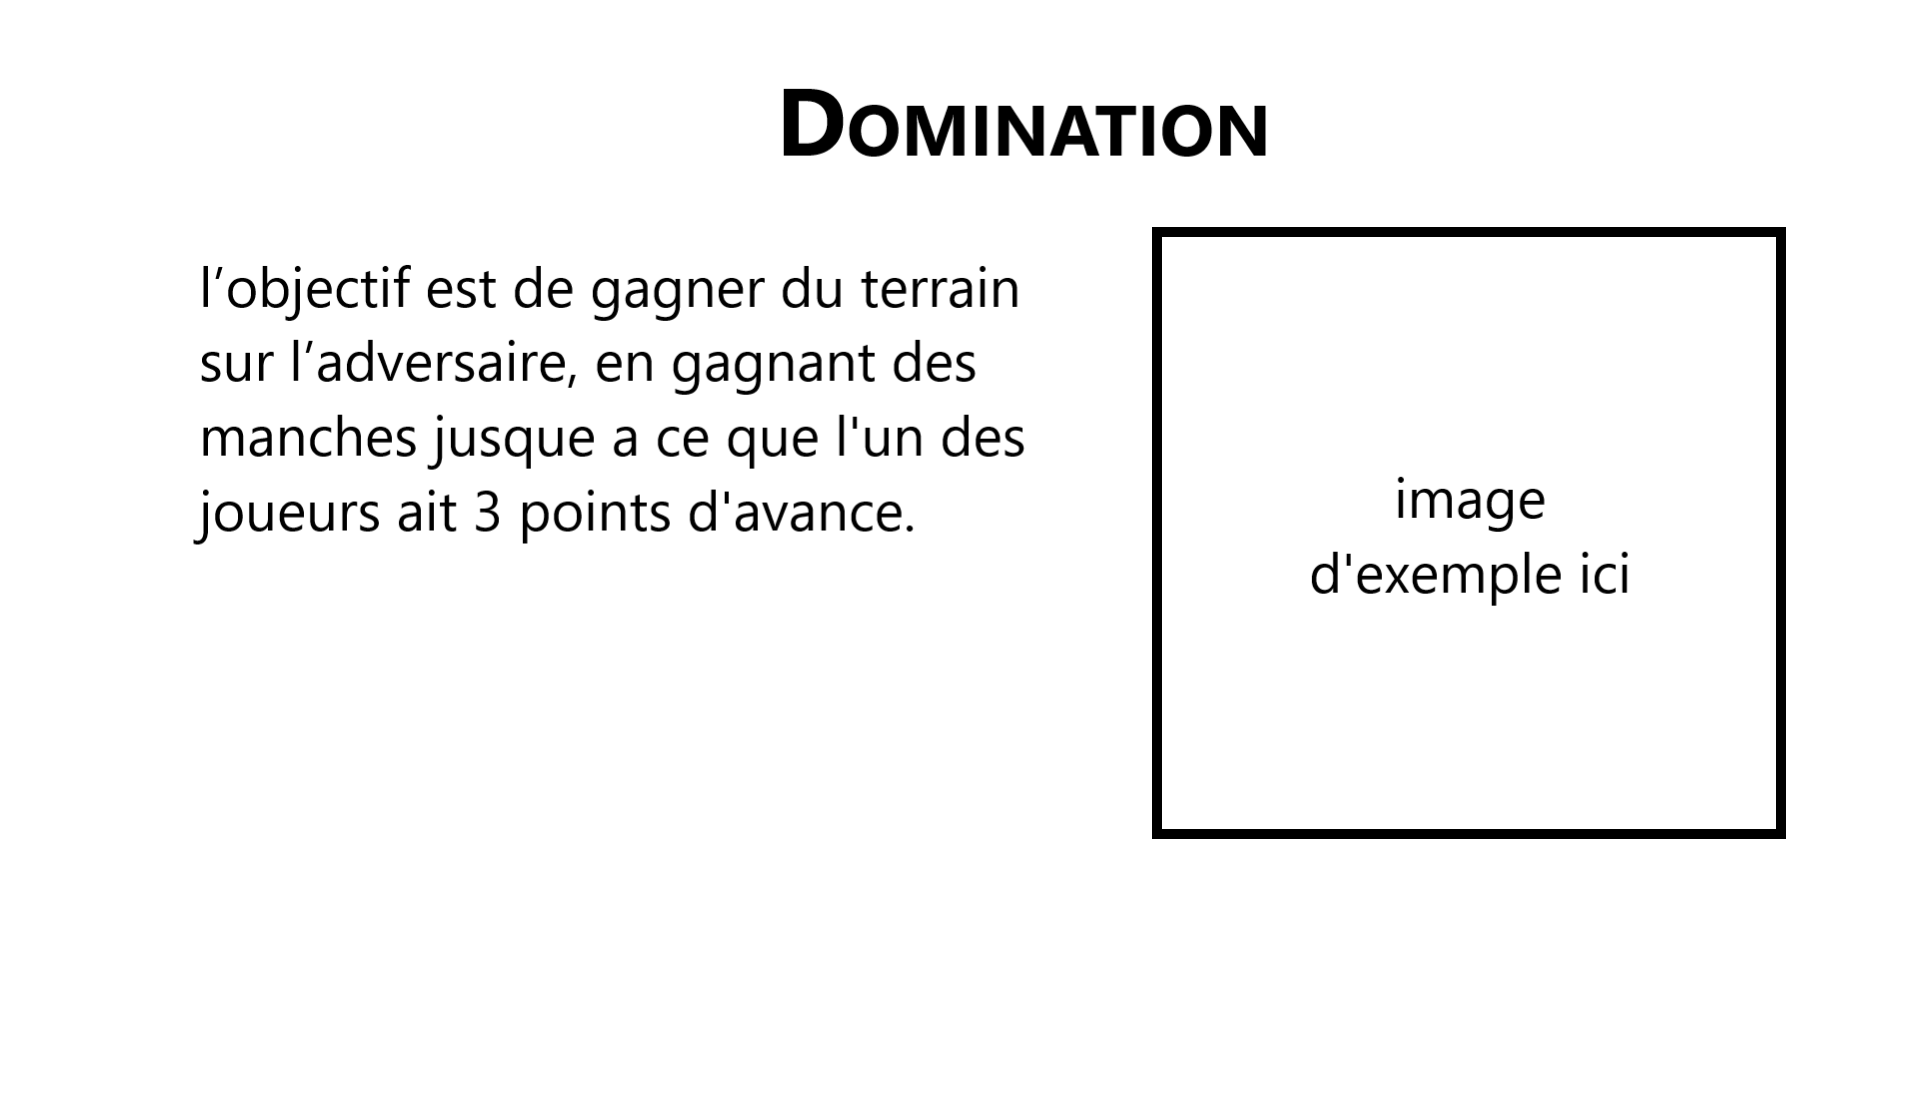 DOMINATION
l’objectif est de gagner du terrain
sur l’adversaire, en gagnant des
manches jusque a ce que l'un des
joueurs ait 3 points d'avance.
image
d'exemple ici